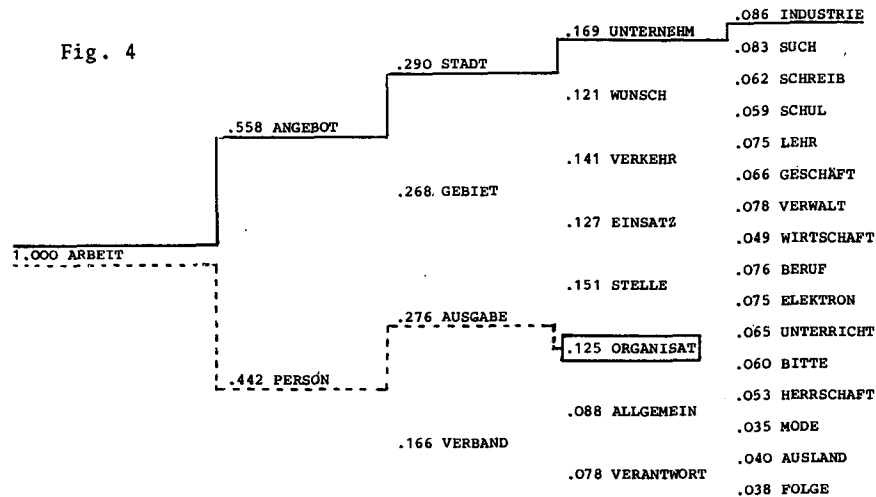 Fig. 4
1.000 ARBEIT
.558 ANGEBOT
.442 PERSON
.290 STADT
.268 GEBIET
.276 AUSGABE
.166 VERBAND
.169 UNTERNEHM
.121 WUNSCH
.141 VERKEHR
.127 EINSATZ
.151 STELLE
.125 ORGANISAT
.088 ALLGEMEIN
.078 VERANTWORT
.086 INDUSTRIE
.083 SUCH
.062 SCHREIB
.059 SCHUL
.075 LEHR
.066 GESCHÄFT
.078 VERWALT
.049 WIRTSCHAFT
.076 BERUF
.075 ELEKTRON
.065 UNTERRICHT
.060 BITTE
.053 HERRSCHAFT
.035 MODE
.040 AUSLAND
.038 FOLGE